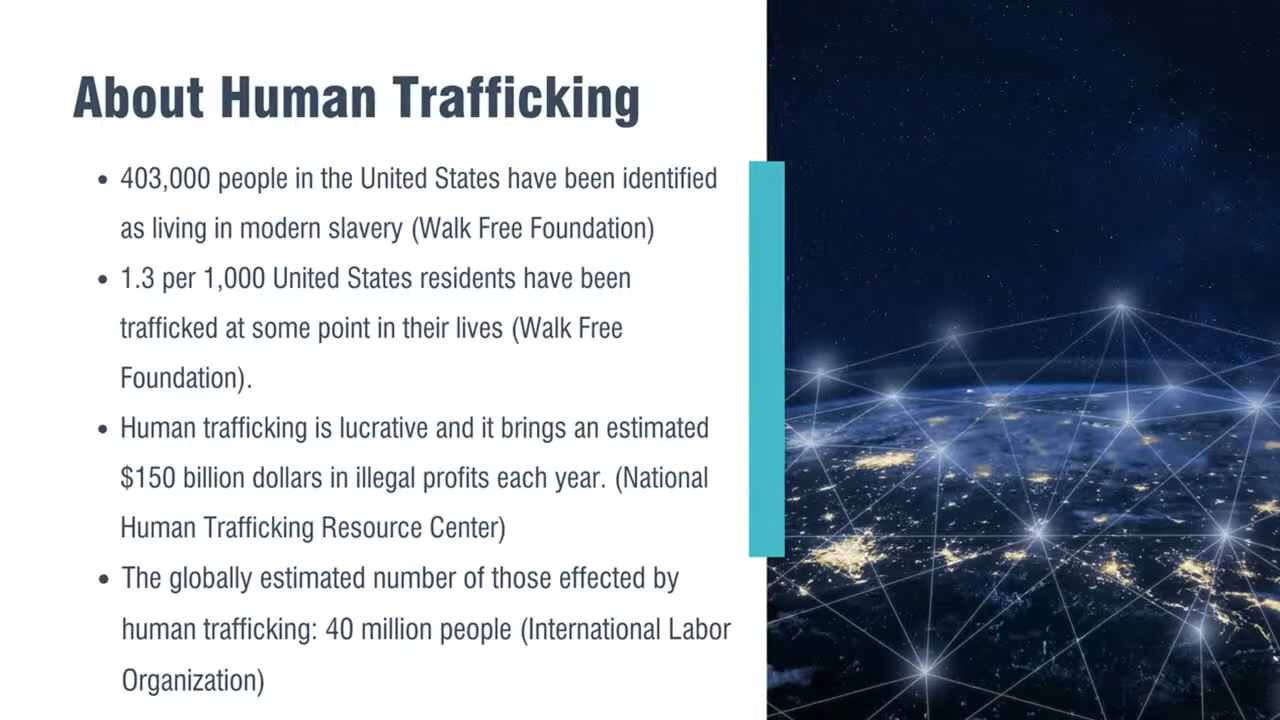 About Human Trafficking
• 403,000 people in the United States have been identified
as living in modern slavery (Walk Free Foundation)
• 1.3 per 1,000 United States residents have been
trafficked at some point in their lives (Walk Free
Foundation).
• Human trafficking is lucrative and it brings an estimated
$150 billion dollars in illegal profits each year. (National
Human Trafficking Resource Center)
• The globally estimated number of those effected by
human trafficking: 40 million people (International Labor
Organization)